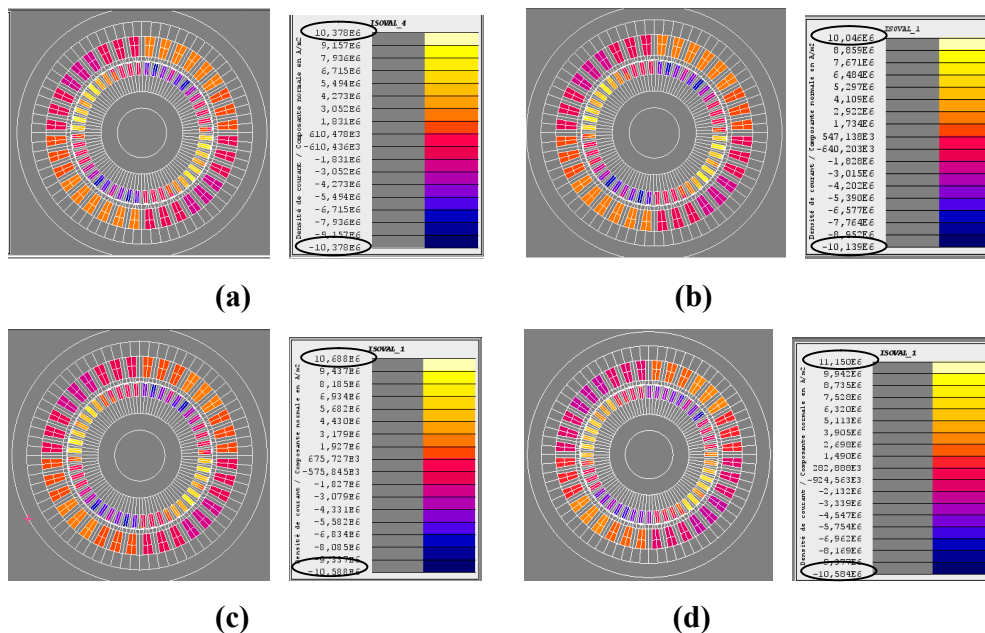 ISOVAL_4
10,378E6
9,157E6
7,936E6
6,715E6
5,494E6
4,273E6
3,052E6
1,831E6
610,478E3
-610,436E3
-1,831E6
-3,052E6
-4,273E6
-5,494E6
-6,715E6
-7,936E6
-9,157E6
-10,378E6
Densité de courant / Composante normale en A/m2
(a)
ISOVAL_1
10,046E6
8,859E6
7,671E6
6,484E6
5,297E6
4,109E6
2,922E6
1,734E6
547,138E3
-640,203E3
-1,828E6
-3,015E6
-4,202E6
-5,390E6
-6,577E6
-7,764E6
-8,952E6
-10,139E6
Densité de courant / Composante normale en A/m2
(b)
ISOVAL_1
10,688E6
9,437E6
8,185E6
6,934E6
5,682E6
4,430E6
3,179E6
1,927E6
675,727E3
-575,845E3
-1,827E6
-3,079E6
-4,331E6
-5,582E6
-6,834E6
-8,085E6
-9,337E6
-10,588E6
Densité de courant / Composante normale en A/m2
(c)
ISOVAL_1
11,150E6
9,942E6
8,735E6
7,528E6
6,320E6
5,113E6
3,905E6
2,698E6
1,490E6
282,888E3
-924,563E3
-2,132E6
-3,339E6
-4,547E6
-5,754E6
-6,962E6
-8,169E6
-9,377E6
-10,584E6
Densité de courant / Composante normale en A/m2
(d)